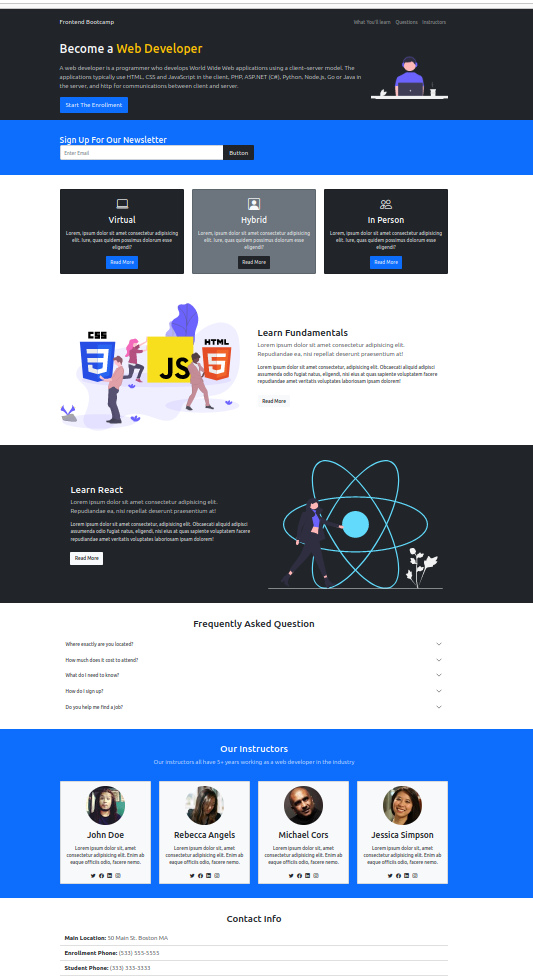 Frontend Bootcamp
What You'll learn Questions Instructors
Become a Web Developer
A web developer is a programmer who develops World Wide Web applications using a client-server model. The
applications typically use HTML, CSS and JavaScript in the client, PHP, ASP.NET (C#), Python, Node.js, Go or Java in
the server, and http for communications between client and server.
Start The Enrollment
Sign Up For Our Newsletter
Enter Email
Button
Virtual
Lorem, ipsum dolor sit amet consectetur adipisicing
elit. Iure, quas quidem possimus dolorum esse
eligendi?
Read More
Hybrid
Lorem, ipsum dolor sit amet consectetur adipisicing
elit. Iure, quas quidem possimus dolorum esse
eligendi?
Read More
In Person
Lorem, ipsum dolor sit amet consectetur adipisicing
elit. Iure, quas quidem possimus dolorum esse
eligendi?
Read More
CSS
JS
HTML
Learn Fundamentals
Lorem ipsum dolor sit amet consectetur adipisicing elit.
Repudiandae ea, nisi repellat deserunt praesentium at!
Lorem ipsum dolor sit amet consectetur, adipisicing elit. Obcaecati aliquid adipisci
assumenda odio fugiat natus, eligendi, nisi eius at quas sapiente voluptatem facere
repudiandae veritatis voluptates laboriosam ipsam dolorem!
Read More
Learn React
Lorem ipsum dolor sit amet consectetur adipisicing elit.
Repudiandae ea, nisi repellat deserunt praesentium at!
Lorem ipsum dolor sit amet consectetur, adipisicing elit. Obcaecati aliquid adipisci
assumenda odio fugiat natus, eligendi, nisi eius at quas sapiente voluptatem facere
repudiandae veritatis voluptates laboriosam ipsam dolorem!
Read More
Frequently Asked Question
Where exactly are you located?
How much does it cost to attend?
What do I need to know?
How do I sign up?
Do you help me find a job?
Our Instructors
Our instructors all have 5+ years working as a web developer in the industry.
John Doe
Lorem ipsum dolor sit, amet
consectetur adipisicing elit. Enim ab
eaque officiis odio, facere nemo.
Rebecca Angels
Lorem ipsum dolor sit, amet
consectetur adipisicing elit. Enim ab
eaque officiis odio, facere nemo.
Michael Cors
Lorem ipsum dolor sit, amet
consectetur adipisicing elit. Enim ab
eaque officiis odio, facere nemo.
Jessica Simpson
Lorem ipsum dolor sit, amet
consectetur adipisicing elit. Enim ab
eaque officiis odio, facere nemo.
Contact Info
Main Location: 50 Main St. Boston MA
Enrollment Phone: (555) 555-5555
Student Phone: (333) 333-3333